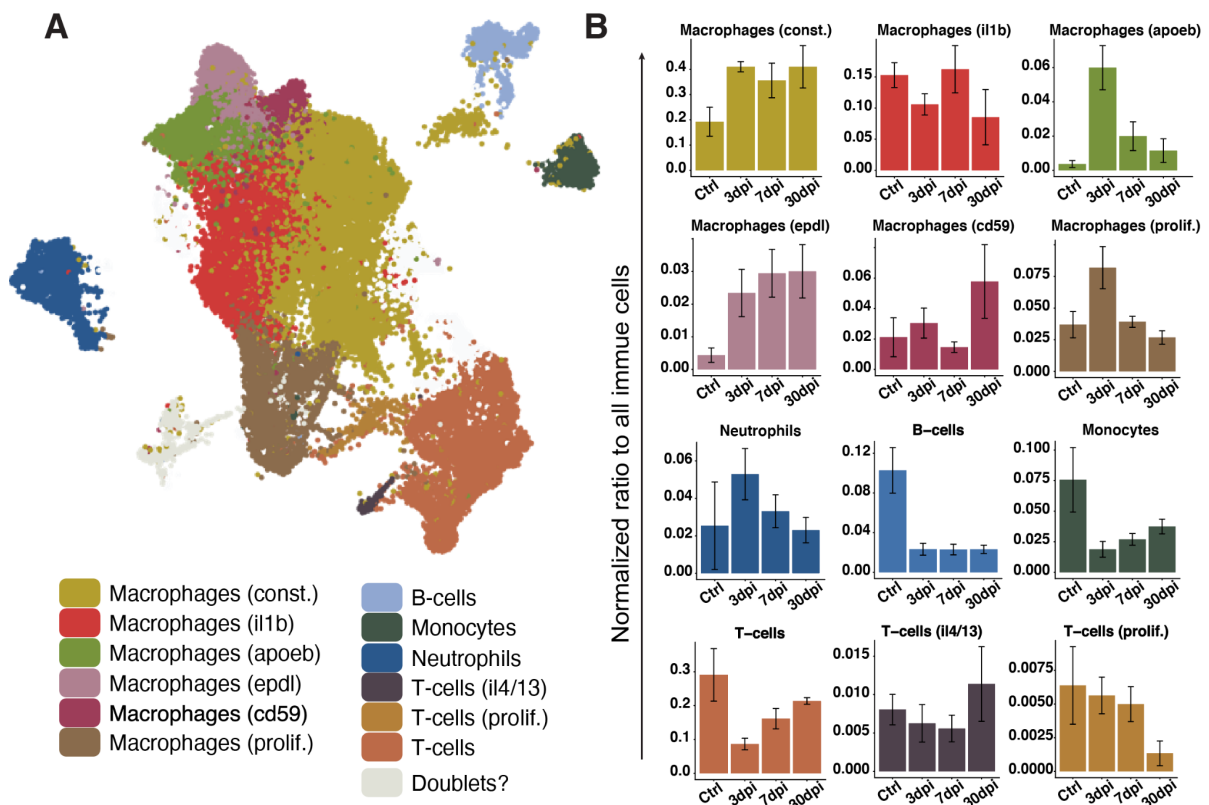 A
B
Macrophages (const.)
Macrophages (il1b)
Macrophages (apoeb)
Macrophages (epdl)
Macrophages (cd59)
Macrophages (prolif.)
B-cells
Monocytes
Neutrophils
T-cells (il4/13)
T-cells (prolif.)
T-cells
Doublets?
Normalized ratio to all immune cells
Macrophages (const.)
0.4
0.3
0.2
0.1
0.0
Ctrl 3dpi 7dpi 30dpi
Macrophages (il1b)
0.15
0.10
0.05
0.00
Ctrl 3dpi 7dpi 30dpi
Macrophages (apoeb)
0.06
0.04
0.02
0.00
Ctrl 3dpi 7dpi 30dpi
Macrophages (epdl)
0.03
0.02
0.01
0.00
Ctrl 3dpi 7dpi 30dpi
Macrophages (cd59)
0.06
0.04
0.02
0.00
Ctrl 3dpi 7dpi 30dpi
Macrophages (prolif.)
0.075
0.050
0.025
0.000
Ctrl 3dpi 7dpi 30dpi
Neutrophils
0.06
0.04
0.02
0.00
Ctrl 3dpi 7dpi 30dpi
B-cells
0.12
0.08
0.04
0.00
Ctrl 3dpi 7dpi 30dpi
Monocytes
0.100
0.075
0.050
0.025
0.000
Ctrl 3dpi 7dpi 30dpi
T-cells
0.3
0.2
0.1
0.0
Ctrl 3dpi 7dpi 30dpi
T-cells (il4/13)
0.015
0.010
0.005
0.000
Ctrl 3dpi 7dpi 30dpi
T-cells (prolif.)
0.0075
0.0050
0.0025
0.0000
Ctrl 3dpi 7dpi 30dpi